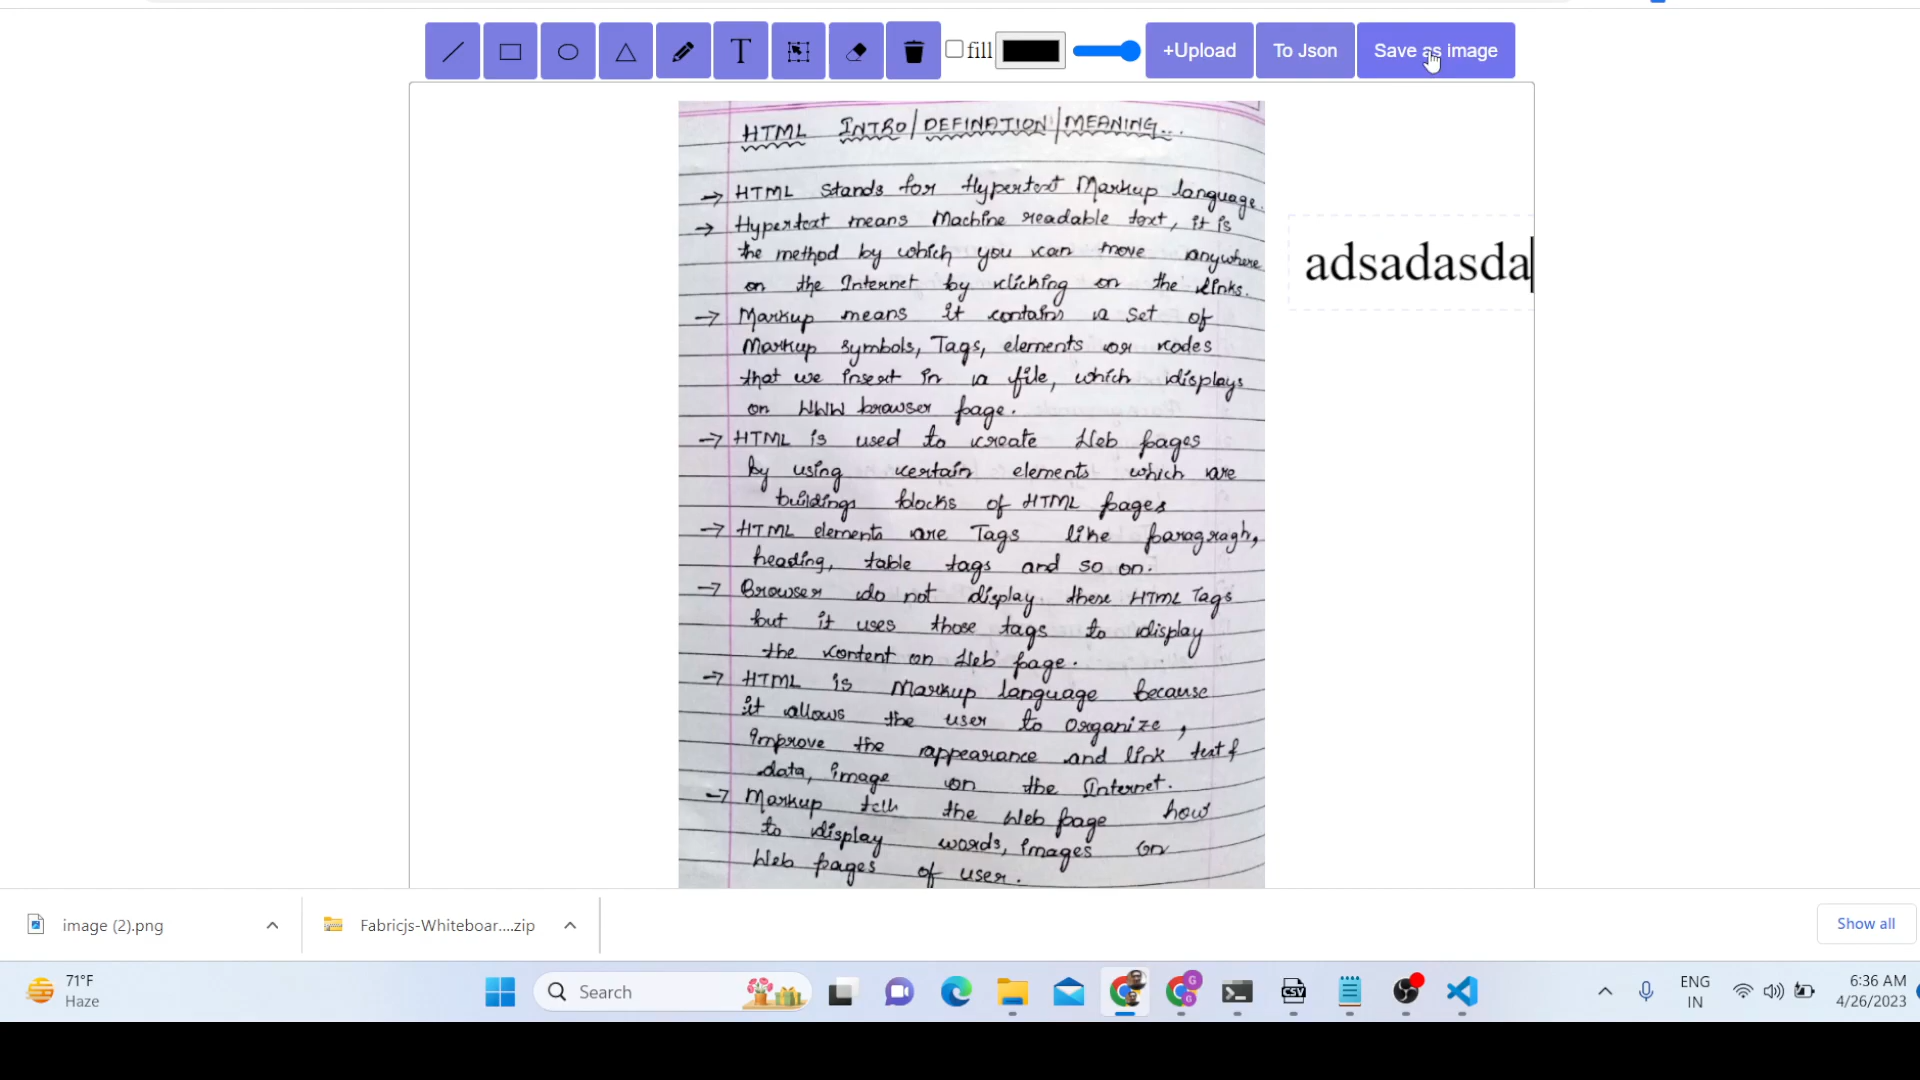 T fill +Upload To Json Save as image
HTML INTRO/DEFINATION/MEANING...
→ HTML stands for Hypertext Markup language.
→ Hypertext means Machine readable text, it is
the method by which you can move anywhere
on the Internet by clicking on the links.
→ Markup means it contains a set of
Markup symbols, Tags, elements or codes
that we insert in a file, which displays
on WWW browser page.
→ HTML is used to create Web pages
by using certain elements which are
buildings blocks of HTML pages
→ HTML elements are Tags like paragragh,
heading, table tags and so on.
→ Browser do not display these HTML Tags
but it uses those tags to display
the content on Web page.
→ HTML is Markup language because
it allows the user to organize,
improve the appearance and link text &
data, image on the Internet.
→ Markup tell the Web page how
to display words, images on
Web pages of user.
adsadasda
image (2).png
Fabricjs-Whiteboar....zip
Show all
71°F
Haze
Search
CSV
ENG
IN
6:36 AM
4/26/2023